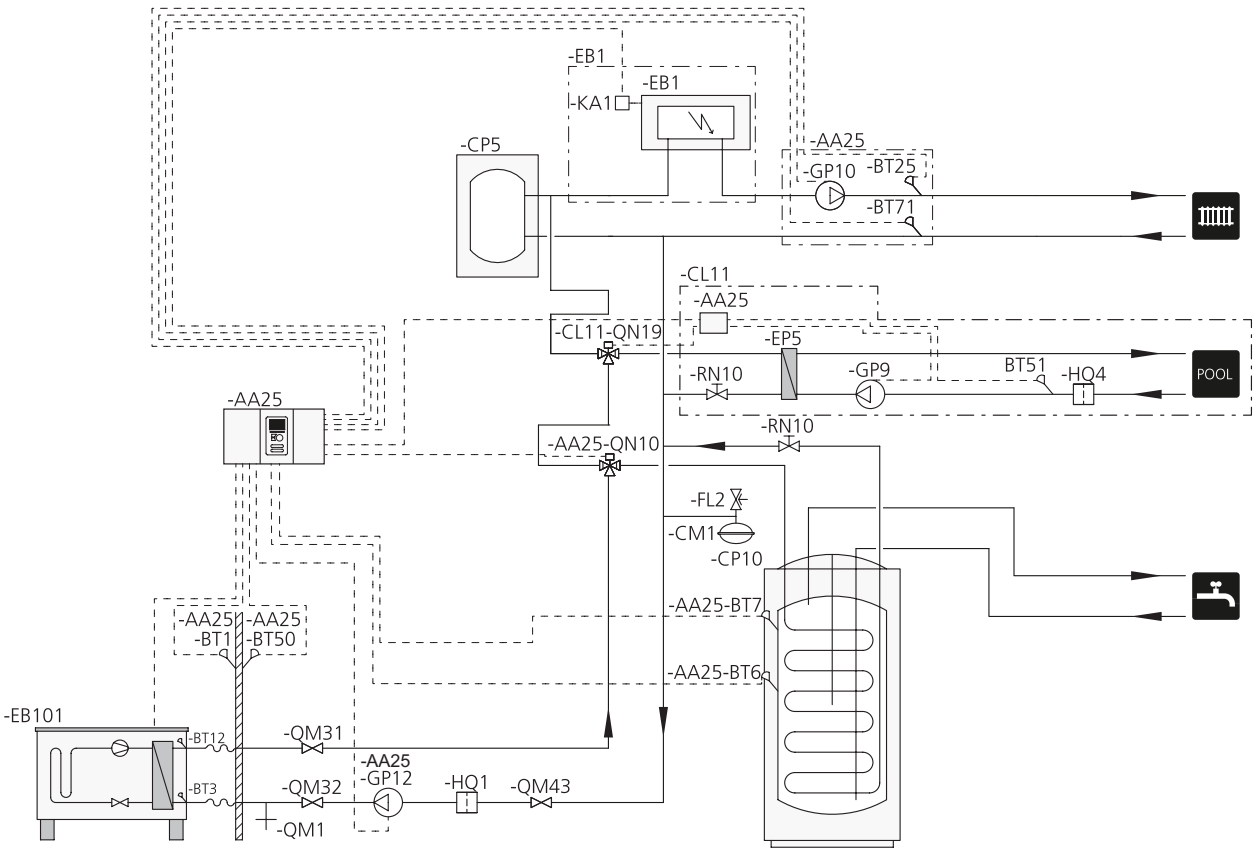 -EB1
-EB1
-KA1
-CP5
-AA25
-GP10
-BT25
-BT71
-CL11
-AA25
-CL11-QN19
-EP5
-RN10
-GP9
BT51
-HQ4
POOL
-AA25
-RN10
-AA25-QN10
-FL2
-CM1
-CP10
-AA25
-BT1
-AA25
-BT50
-AA25-BT7
-AA25-BT6
-EB101
-BT12
-QM31
-BT3
-QM32
-AA25
-GP12
-HQ1
-QM43
-QM1